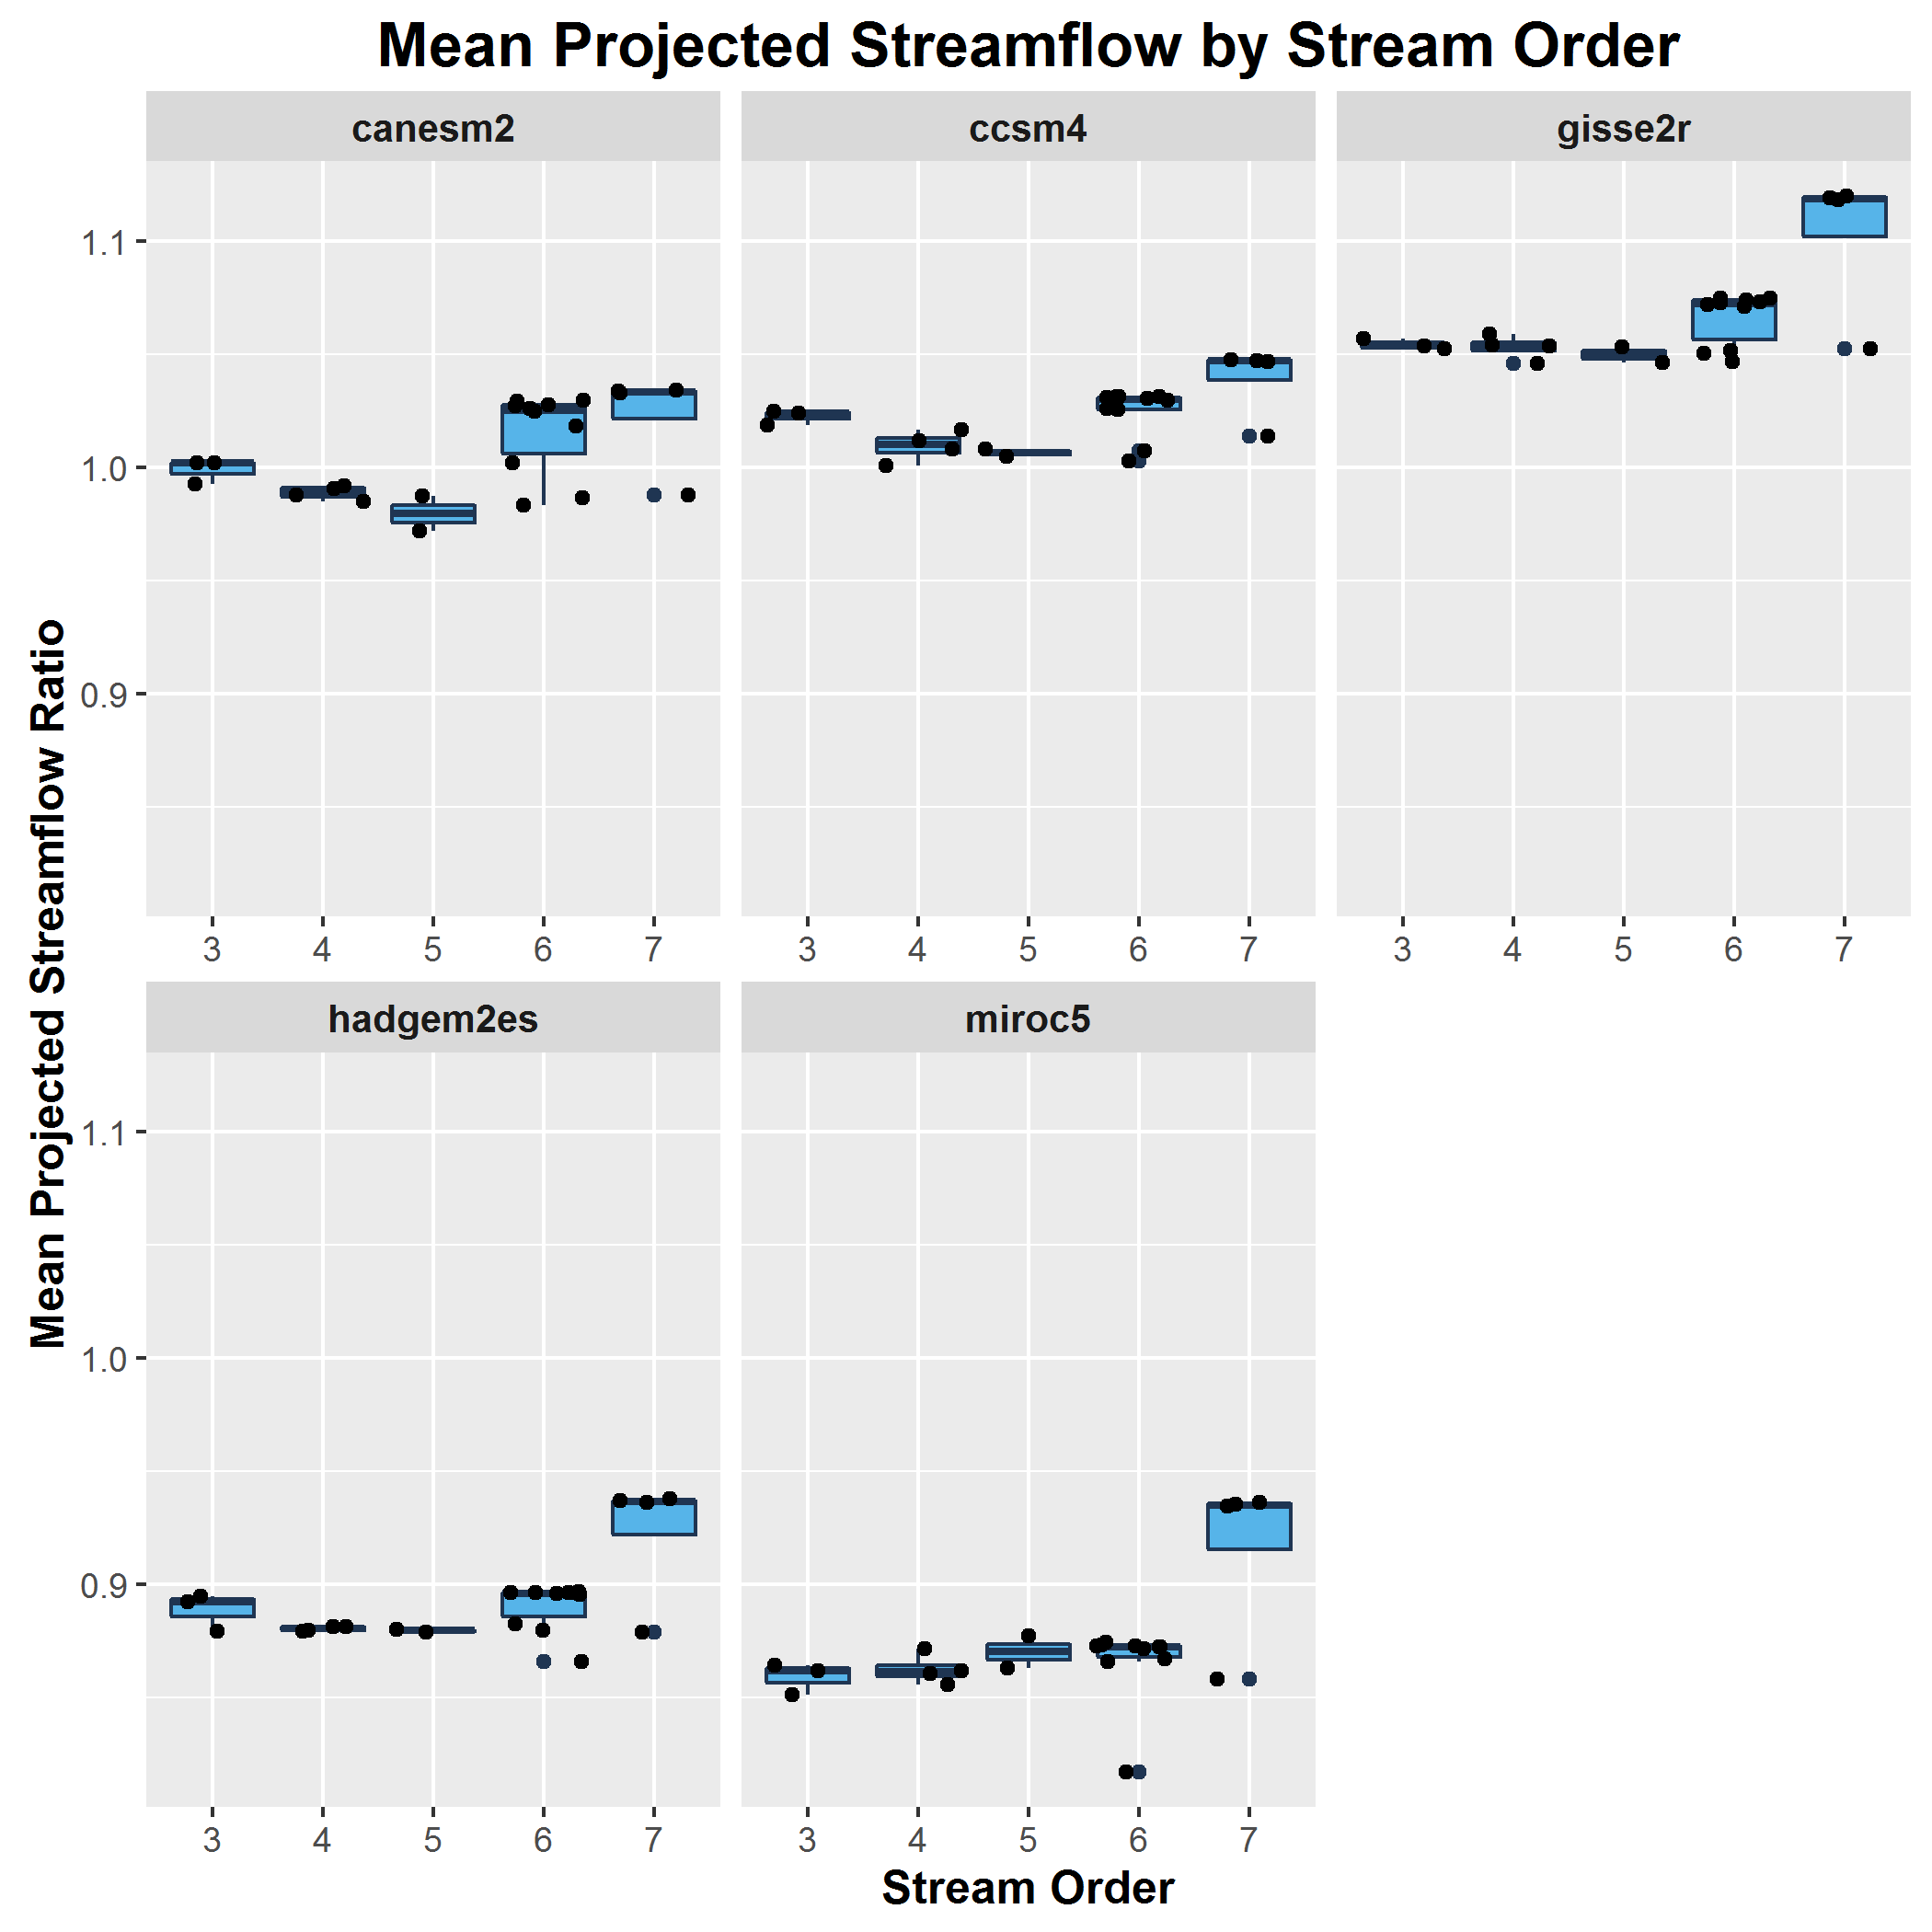 Mean Projected Streamflow by Stream Order
canesm2 ccsm4 gisse2r
1.1
1.0
0.9
3 4 5 6 7 3 4 5 6 7 3 4 5 6 7
Mean Projected Streamflow Ratio
hadgem2es miroc5
1.1
1.0
0.9
3 4 5 6 7 3 4 5 6 7
Stream Order